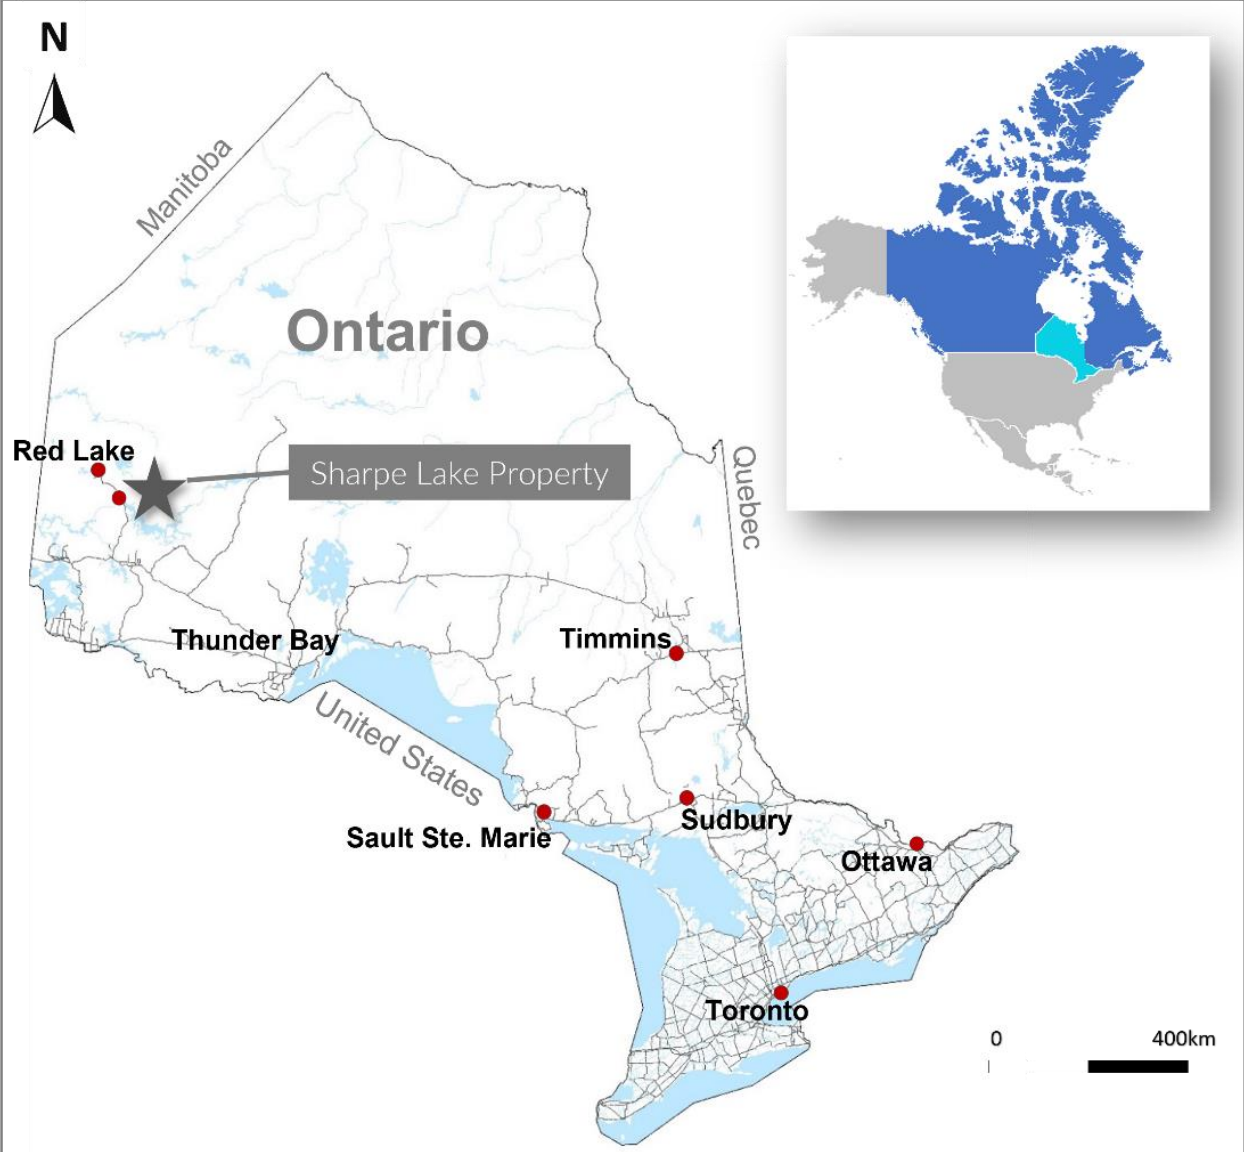 N
Manitoba
Ontario
Red Lake
Sharpe Lake Property
Quebec
Thunder Bay
Timmins
United States
Sault Ste. Marie
Sudbury
Ottawa
Toronto
0 400km